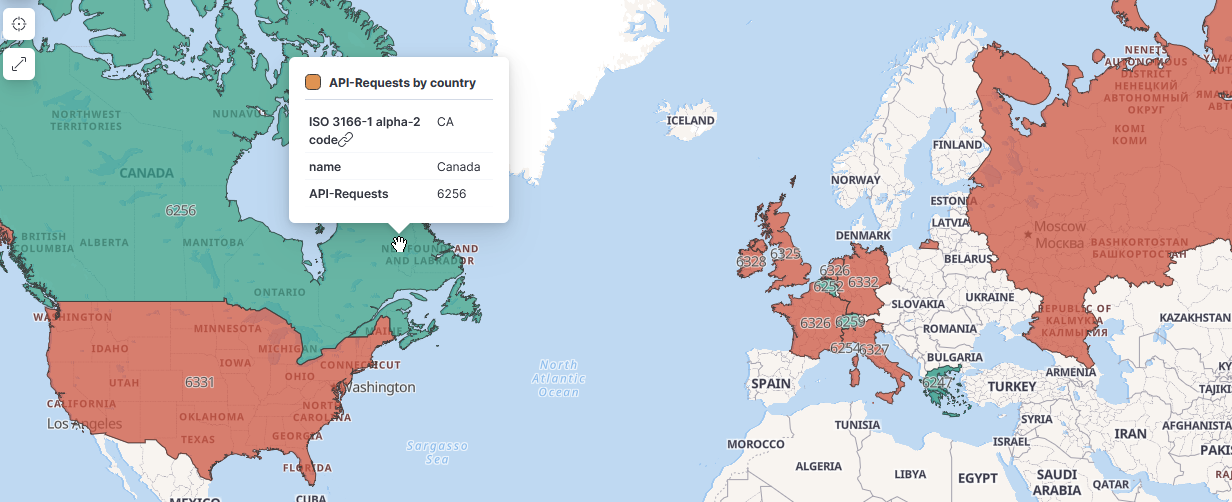 API-Requests by country
ISO 3166-1 alpha-2
code
CA
name
Canada
API-Requests
6256
NORTHWEST
TERRITORIES
NUNAV
CANADA
6256
BRITISH
COLUMBIA
ALBERTA
MANITOBA
ONTARIO
AND LABRADOR
WASHINGTON
MINNESOTA
MAINE
IDAHO
IOWA
MICHIGAN
CONNECTICUT
UTAH
6331
OHIO
Washington
CALIFORNIA
Los Angeles
OKLAHOMA
NORTH
CAROLINA
TEXAS
GEORGIA
FLORIDA
MEXICO
CUBA
North
Atlantic
Ocean
Sargasso
Sea
ICELAND
NORWAY
FINLAND
ESTONIA
LATVIA
DENMARK
BELARUS
6328
6325
6326
6252
6332
SLOVAKIA
UKRAINE
6326
6259
ROMANIA
6254
6327
BULGARIA
SPAIN
6247
TURKEY
ARMENIA
NENETS
AUTONOMOUS
DISTRICT
НЕНЕЦКИЙ
АВТОНОМНЫЙ
ОКРУГ
КОМИ
КОМИ
Moscow
Москва
BASHKORTOSTAN
БАШКОРТОСТАН
REPUBLIC OF
KALMYKIA
КАЛМЫКИЯ
KAZAKHSTAN
TAJIKI
TUNISIA
SYRIA
AFGHANISTA
MOROCCO
ISRAEL
IRAN
ALGERIA
LIBYA
EGYPT
SAUDI
ARABIA
QATAR
PAKIS